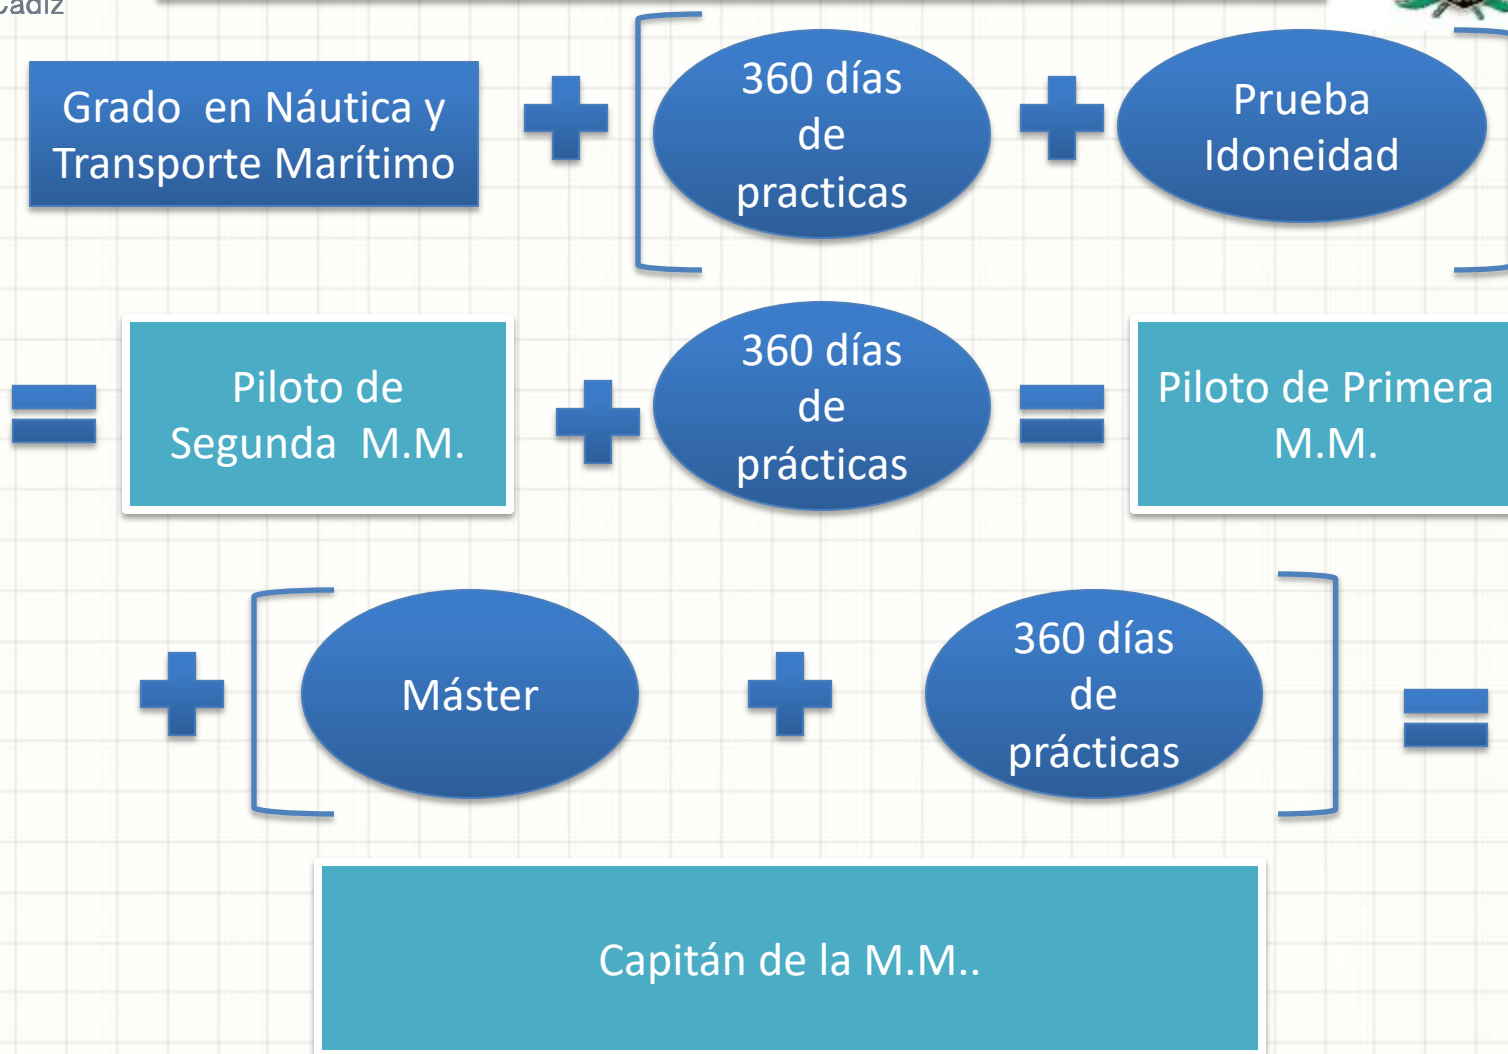 Cádiz
Grado en Náutica y
Transporte Marítimo
360 días
de
practicas
Prueba
Idoneidad
Piloto de
Segunda M.M.
360 días
de
prácticas
Piloto de Primera
M.M.
Máster
360 días
de
prácticas
Capitán de la M.M..